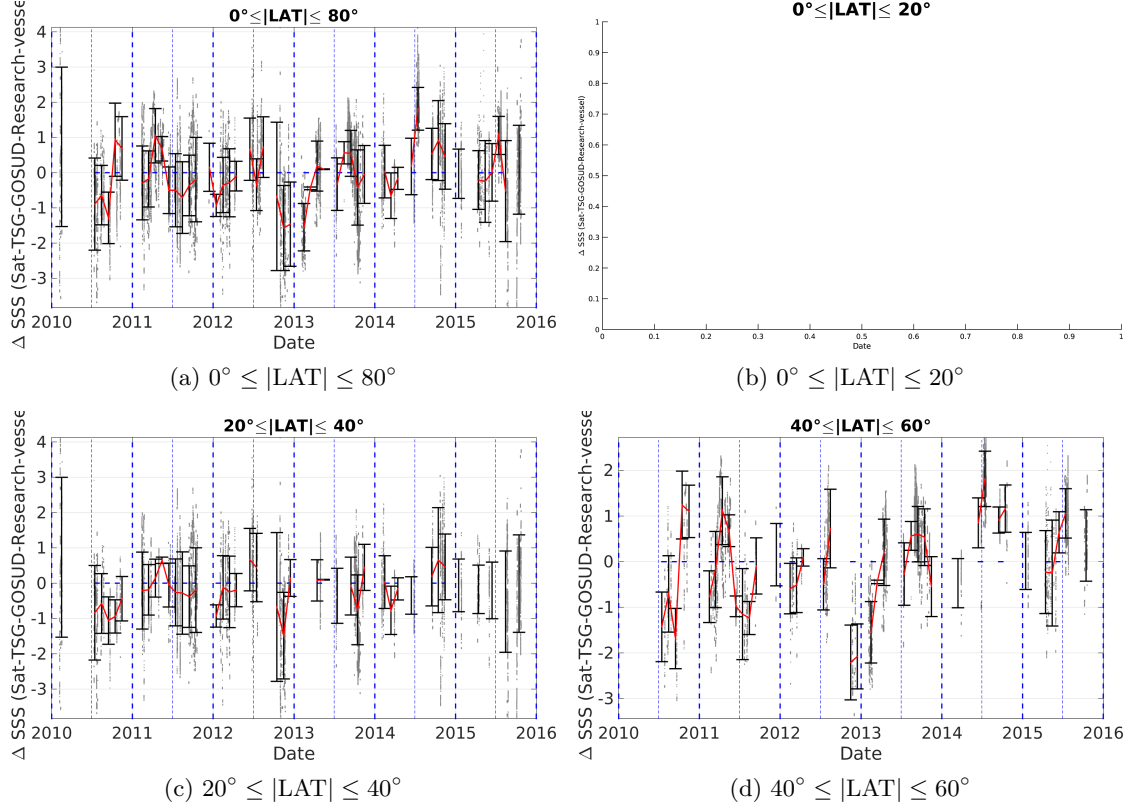 0°≤|LAT|≤ 80°
Δ SSS (Sat-TSG-GOSUD-Research-vessel)
4
3
2
1
0
-1
-2
-3
2010 2011 2012 2013 2014 2015 2016
Date
(a) 0° ≤ |LAT| ≤ 80°
0°≤|LAT|≤ 20°
Δ SSS (Sat-TSG-GOSUD-Research-vessel)
1
0.9
0.8
0.7
0.6
0.5
0.4
0.3
0.2
0.1
0
0 0.1 0.2 0.3 0.4 0.5 0.6 0.7 0.8 0.9 1
Date
(b) 0° ≤ |LAT| ≤ 20°
20°≤|LAT|≤ 40°
Δ SSS (Sat-TSG-GOSUD-Research-vesse
4
3
2
1
0
-1
-2
-3
2010 2011 2012 2013 2014 2015 2016
Date
(c) 20° ≤ |LAT| ≤ 40°
40°≤|LAT|≤ 60°
Δ SSS (Sat-TSG-GOSUD-Research-vesse
2
1
0
-1
-2
-3
2010 2011 2012 2013 2014 2015 2016
Date
(d) 40° ≤ |LAT| ≤ 60°